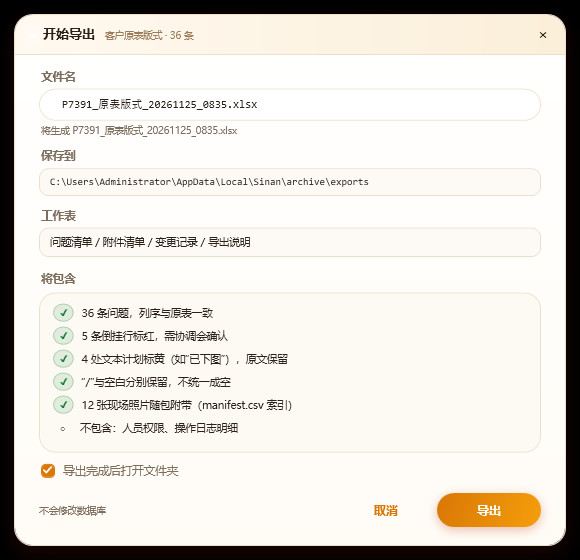 开始导出 客户原表版式 · 36 条 ×
文件名
P7391_原表版式_20261125_0835.xlsx
将生成 P7391_原表版式_20261125_0835.xlsx
保存到
C:\Users\Administrator\AppData\Local\Sinan\archive\exports
工作表
问题清单 / 附件清单 / 变更记录 / 导出说明
将包含
✓ 36 条问题，列序与原表一致
✓ 5 条倒挂行标红，需协调会确认
✓ 4 处文本计划标黄（如“已下图”），原文保留
✓ “/”与空白分别保留，不统一成空
✓ 12 张现场照片随包附带（manifest.csv 索引）
○ 不包含：人员权限、操作日志明细
导出完成后打开文件夹
不会修改数据库 取消 导出